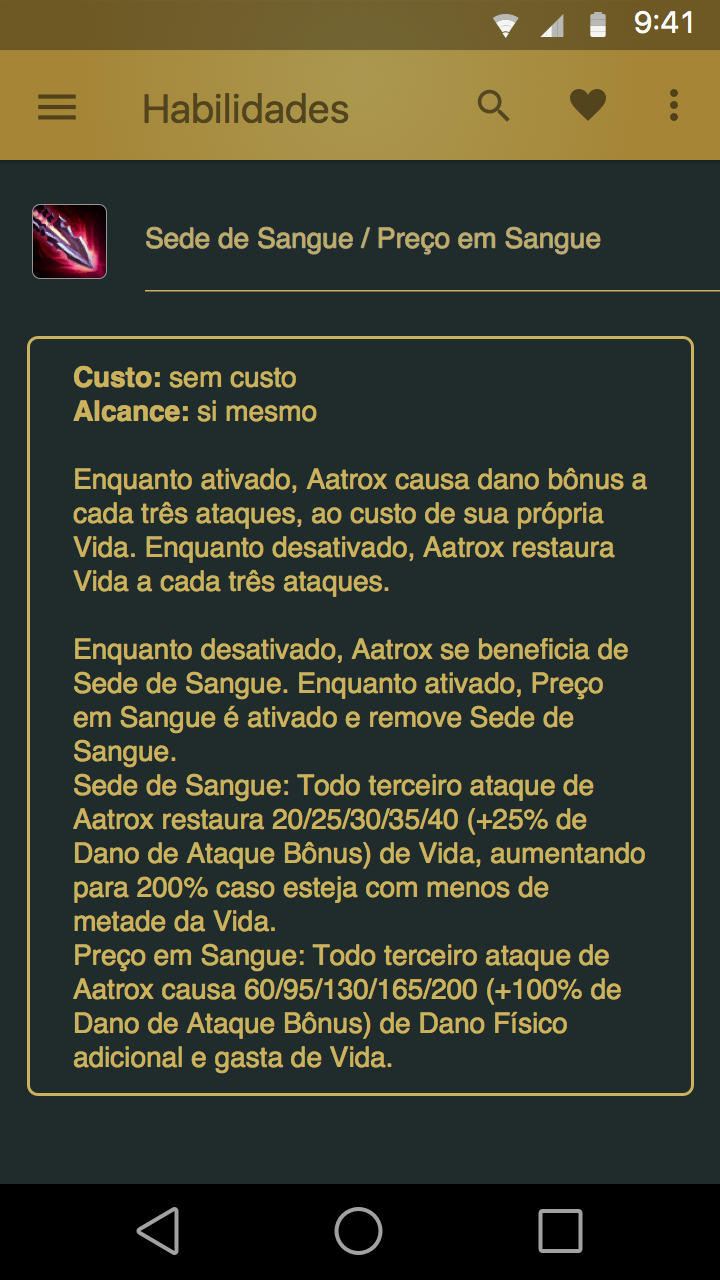 9:41
Habilidades
Sede de Sangue / Preço em Sangue
Custo: sem custo
Alcance: si mesmo
Enquanto ativado, Aatrox causa dano bônus a
cada três ataques, ao custo de sua própria
Vida. Enquanto desativado, Aatrox restaura
Vida a cada três ataques.
Enquanto desativado, Aatrox se beneficia de
Sede de Sangue. Enquanto ativado, Preço
em Sangue é ativado e remove Sede de
Sangue.
Sede de Sangue: Todo terceiro ataque de
Aatrox restaura 20/25/30/35/40 (+25% de
Dano de Ataque Bônus) de Vida, aumentando
para 200% caso esteja com menos de
metade da Vida.
Preço em Sangue: Todo terceiro ataque de
Aatrox causa 60/95/130/165/200 (+100% de
Dano de Ataque Bônus) de Dano Físico
adicional e gasta de Vida.